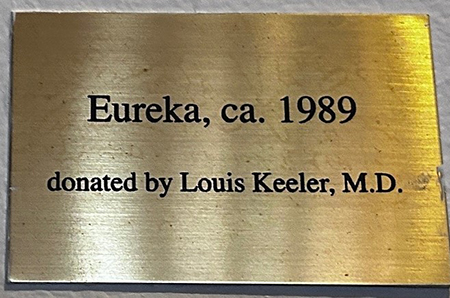 Eureka, ca. 1989
donated by Louis Keeler, M.D.